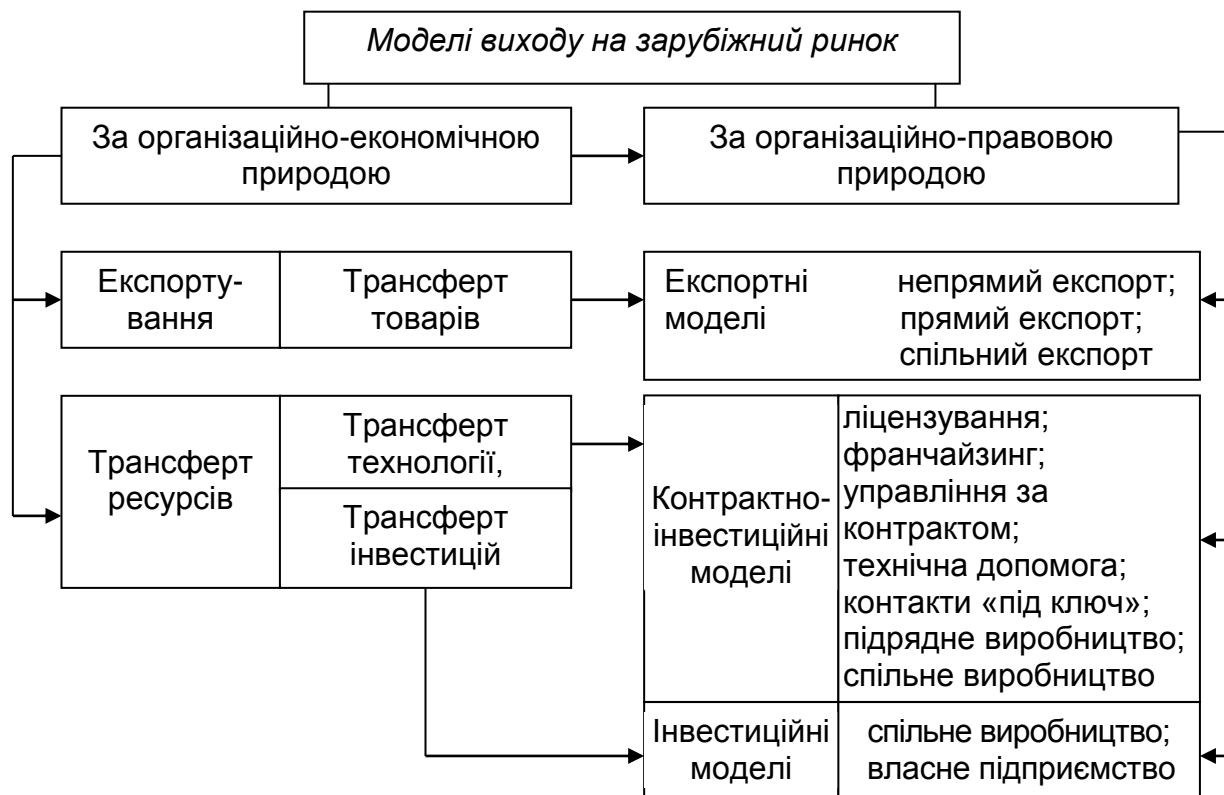 Моделі виходу на зарубіжний ринок
За організаційно-економічною
природою
За організаційно-правовою
природою
Експорту-
вання
Трансферт
товарів
Експортні
моделі
непрямий експорт;
прямий експорт;
спільний експорт
Трансферт
ресурсів
Трансферт
технології,
Трансферт
інвестицій
Контрактно-
інвестиційні
моделі
ліцензування;
франчайзинг;
управління за
контрактом;
технічна допомога;
контакти «під ключ»;
підрядне виробництво;
спільне виробництво
Інвестиційні
моделі
спільне виробництво;
власне підприємство